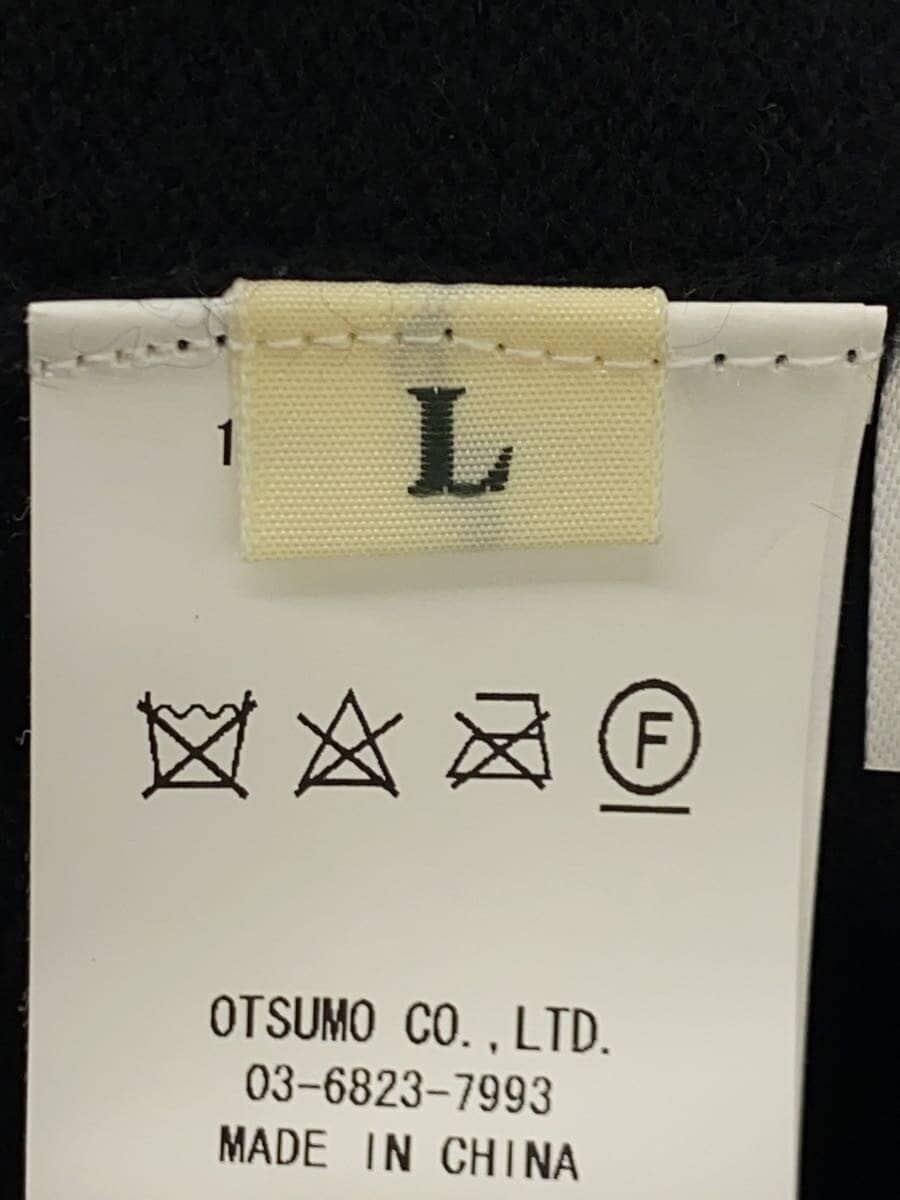 L
1
F
OTSUMO CO.,LTD.
03-6823-7993
MADE IN CHINA